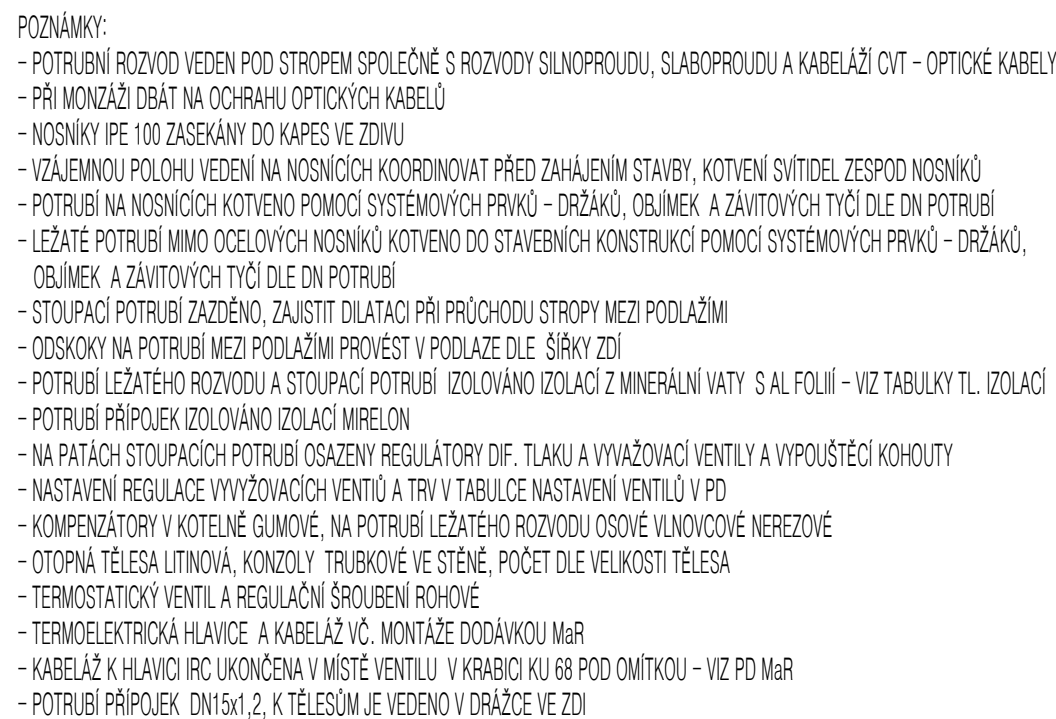 POZNÁMKY:
– POTRUBNÍ ROZVOD VEDEN POD STROPEM SPOLEČNĚ S ROZVODY SILNOPROUDU, SLABOPROUDU A KABELÁŽÍ CVT – OPTICKÉ KABELY
– PŘI MONZÁŽI DBÁT NA OCHRAHU OPTICKÝCH KABELŮ
– NOSNÍKY IPE 100 ZASEKÁNY DO KAPES VE ZDIVU
– VZÁJEMNOU POLOHU VEDENÍ NA NOSNÍCÍCH KOORDINOVAT PŘED ZAHÁJENÍM STAVBY, KOTVENÍ SVÍTIDEL ZESPOD NOSNÍKŮ
– POTRUBÍ NA NOSNÍCÍCH KOTVENO POMOCÍ SYSTÉMOVÝCH PRVKŮ – DRŽÁKŮ, OBJÍMEK A ZÁVITOVÝCH TYČÍ DLE DN POTRUBÍ
– LEŽATÉ POTRUBÍ MIMO OCELOVÝCH NOSNÍKŮ KOTVENO DO STAVEBNÍCH KONSTRUKCÍ POMOCÍ SYSTÉMOVÝCH PRVKŮ – DRŽÁKŮ,
OBJÍMEK A ZÁVITOVÝCH TYČÍ DLE DN POTRUBÍ
– STOUPACÍ POTRUBÍ ZAZDĚNO, ZAJISTIT DILATACI PŘI PRŮCHODU STROPY MEZI PODLAŽÍMI
– ODSKOKY NA POTRUBÍ MEZI PODLAŽÍMI PROVÉST V PODLAZE DLE ŠÍŘKY ZDÍ
– POTRUBÍ LEŽATÉHO ROZVODU A STOUPACÍ POTRUBÍ IZOLOVÁNO IZOLACÍ Z MINERÁLNÍ VATY S AL FOLIIÍ – VIZ TABULKY TL. IZOLACÍ
– POTRUBÍ PŘÍPOJEK IZOLOVÁNO IZOLACÍ MIRELON
– NA PATÁCH STOUPACÍCH POTRUBÍ OSAZENY REGULÁTORY DIF. TLAKU A VYVAŽOVACÍ VENTILY A VYPOUŠTĚCÍ KOHOUTY
– NASTAVENÍ REGULACE VYVYŽOVACÍCH VENTIŮ A TRV V TABULCE NASTAVENÍ VENTILŮ V PD
– KOMPENZÁTORY V KOTELNĚ GUMOVÉ, NA POTRUBÍ LEŽATÉHO ROZVODU OSOVÉ VLNOVCOVÉ NEREZOVÉ
– OTOPNÁ TĚLESA LITINOVÁ, KONZOLY TRUBKOVÉ VE STĚNĚ, POČET DLE VELIKOSTI TĚLESA
– TERMOSTATICKÝ VENTIL A REGULAČNÍ ŠROUBENÍ ROHOVÉ
– TERMOELEKTRICKÁ HLAVICE A KABELÁŽ VČ. MONTÁŽE DODÁVKOU MaR
– KABELÁŽ K HLAVICI IRC UKONČENA V MÍSTĚ VENTILU V KRABICI KU 68 POD OMÍTKOU – VIZ PD MaR
– POTRUBÍ PŘÍPOJEK DN15x1,2, K TĚLESŮM JE VEDENO V DRÁŽCE VE ZDI